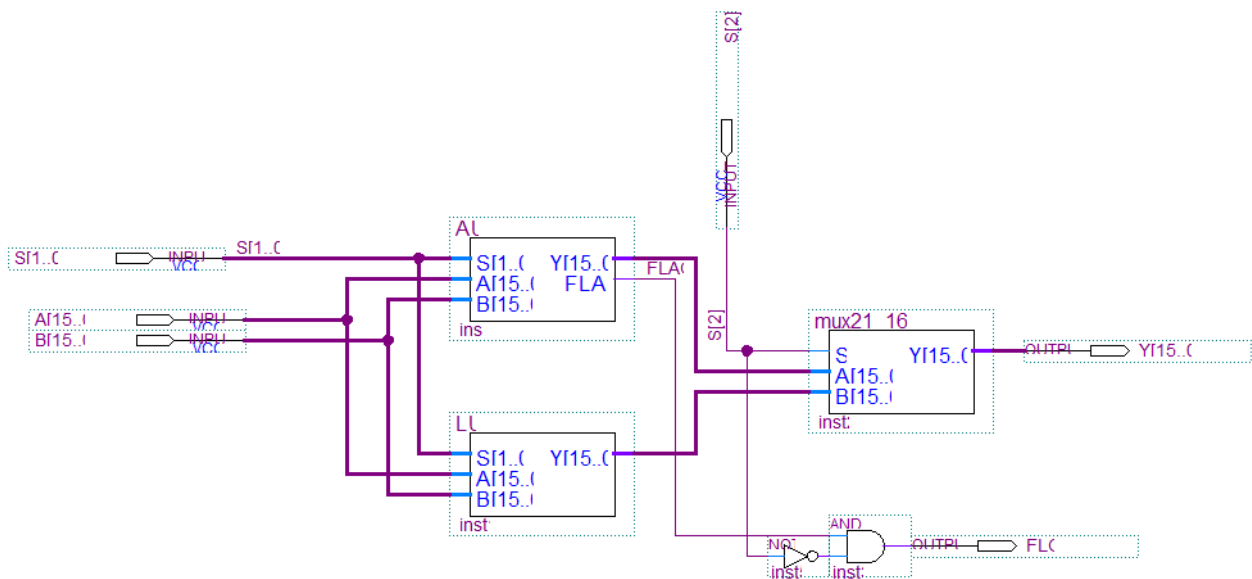 S[2]
VCC
INPUT
S[1..0
INPU
VCC
S[1..0
A[15..0
INPU
VCC
B[15..0
INPU
VCC
AU
S[1..0
A[15..0
B[15..0
Y[15..0
FLA
ins
FLAG
S[2]
mux21_16
S
A[15..0
B[15..0
Y[15..0
inst
OUTPU
Y[15..0
LU
S[1..0
A[15..0
B[15..0
Y[15..0
inst
NOT
inst
AND
inst
OUTPU
FLG